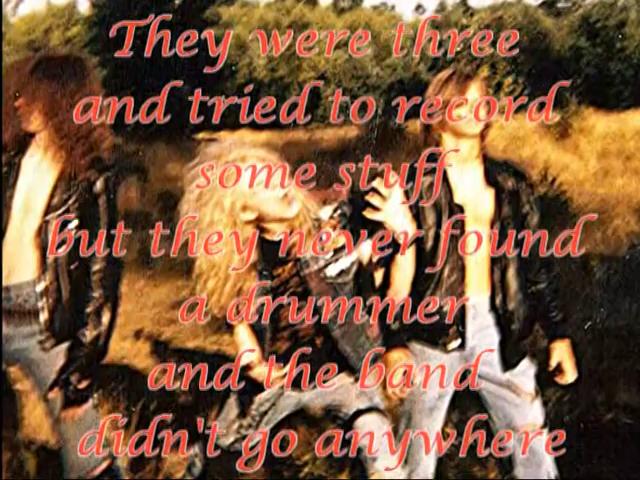 They were three
and tried to record
some stuff
but they never found
a drummer
and the band
didn't go anywhere